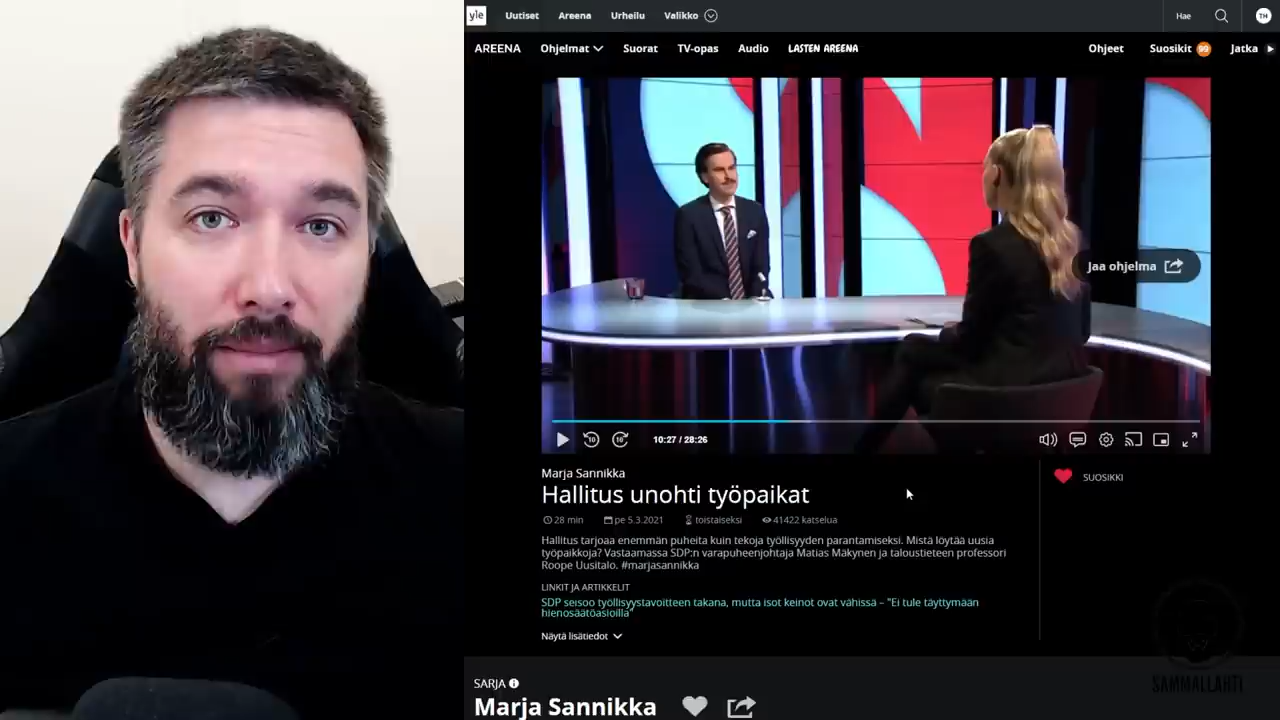 yle Uutiset Areena Urheilu Valikko Hae TH
AREENA Ohjelmat Suorat TV-opas Audio LASTEN AREENA Ohjeet Suosikit 99 Jatka
Jaa ohjelma
10 10 10:27 / 28:26
Marja Sannikka
Hallitus unohti työpaikat
SUOSIKKI
28 min pe 5.3.2021 toistaiseksi 41422 katselua
Hallitus tarjoaa enemmän puheita kuin tekoja työllisyyden parantamiseksi. Mistä löytää uusia
työpaikkoja? Vastaamassa SDP:n varapuheenjohtaja Matias Mäkynen ja taloustieteen professori
Roope Uusitalo. #marjasannikka
LINKIT JA ARTIKKELIT
SDP seisoo työllisyystavoitteen takana, mutta isot keinot ovat vähissä – "Ei tule täyttymään
hienosäätöasioilla"
Näytä lisätiedot
SARJA
Marja Sannikka
SAMMALLAHTI